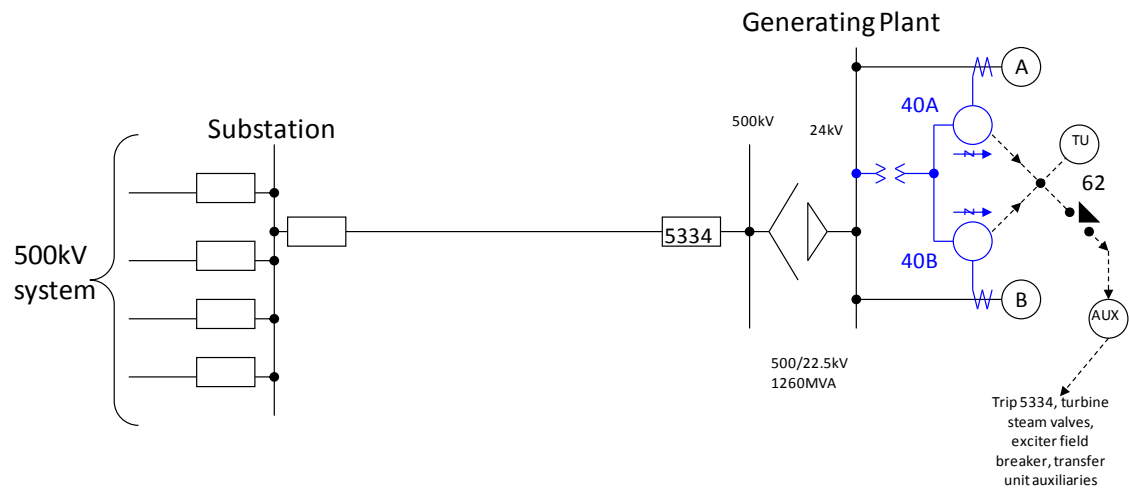 Generating Plant
A
40A
500kV
24kV
Substation
TU
62
5334
500kV
system
40B
B
AUX
500/22.5kV
1260MVA
Trip 5334, turbine
steam valves,
exciter field
breaker, transfer
unit auxiliaries